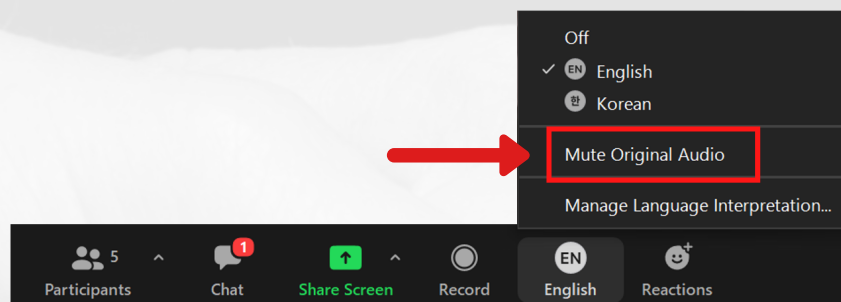 Off
EN English
한 Korean
Mute Original Audio
Manage Language Interpretation...
5 1 EN
Participants Chat Share Screen Record English Reactions